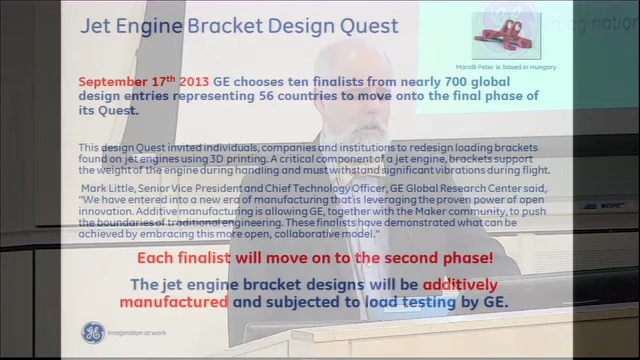 Jet Engine Bracket Design Quest
imagination
Mandli Peter is based in Hungary
September 17th 2013 GE chooses ten finalists from nearly 700 global
design entries representing 56 countries to move onto the final phase of
its Quest.
This design Quest invited individuals, companies and institutions to redesign loading brackets
found on jet engines using 3D printing. A critical component of a jet engine, brackets support
the weight of the engine during handling and must withstand significant vibrations during flight.
Mark Little, Senior Vice President and Chief Technology Officer, GE Global Research Center said,
"We have entered into a new era of manufacturing that is leveraging the proven power of open
innovation. Additive manufacturing is allowing GE, together with the Maker community, to push
the boundaries of traditional engineering. These finalists have demonstrated what can be
achieved by embracing this more open, collaborative model."
Each finalist will move on to the second phase!
The jet engine bracket designs will be additively
manufactured and subjected to load testing by GE.
GE imagination at work